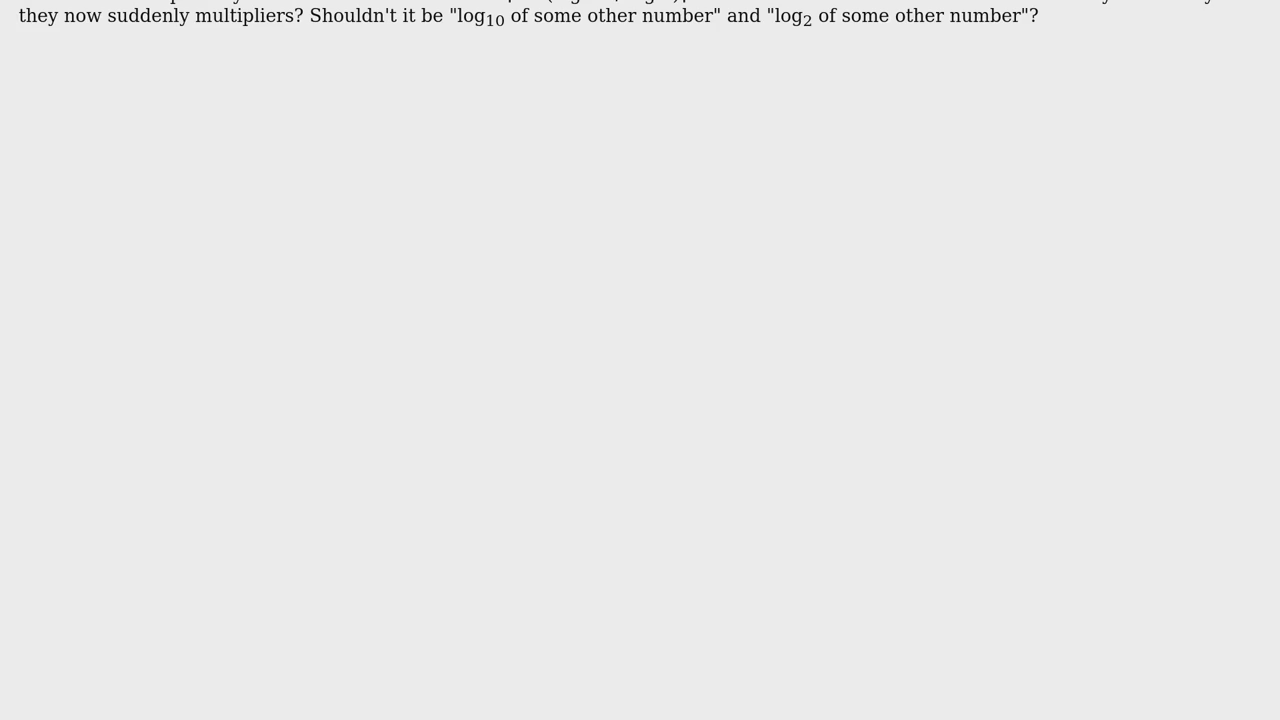 they now suddenly multipliers? Shouldn't it be "log₁₀ of some other number" and "log₂ of some other number"?